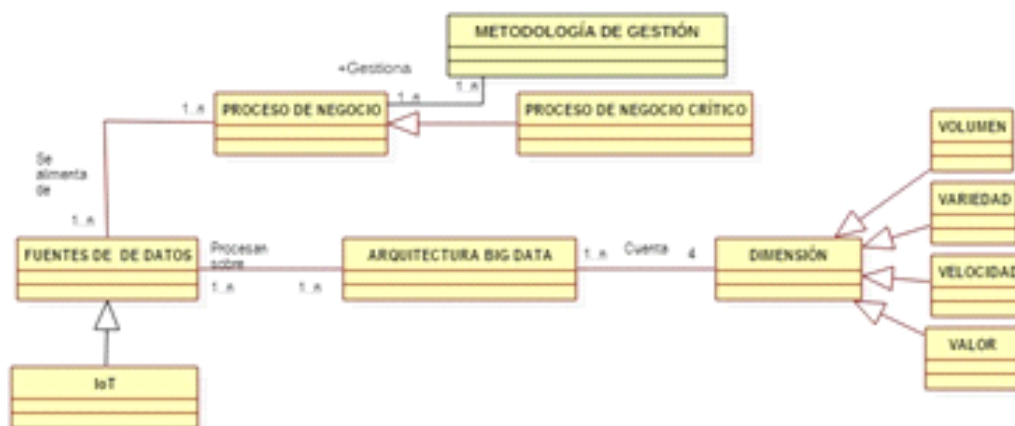 METODOLOGÍA DE GESTIÓN
+Gestiona
1..n
1..n
1..n
PROCESO DE NEGOCIO
PROCESO DE NEGOCIO CRÍTICO
VOLUMEN
Se
alimenta
de
VARIEDAD
1..n
FUENTES DE DE DATOS
Procesan
sobre
ARQUITECTURA BIG DATA
1..n
Cuenta
4
DIMENSIÓN
VELOCIDAD
1..n
1..n
VALOR
IoT